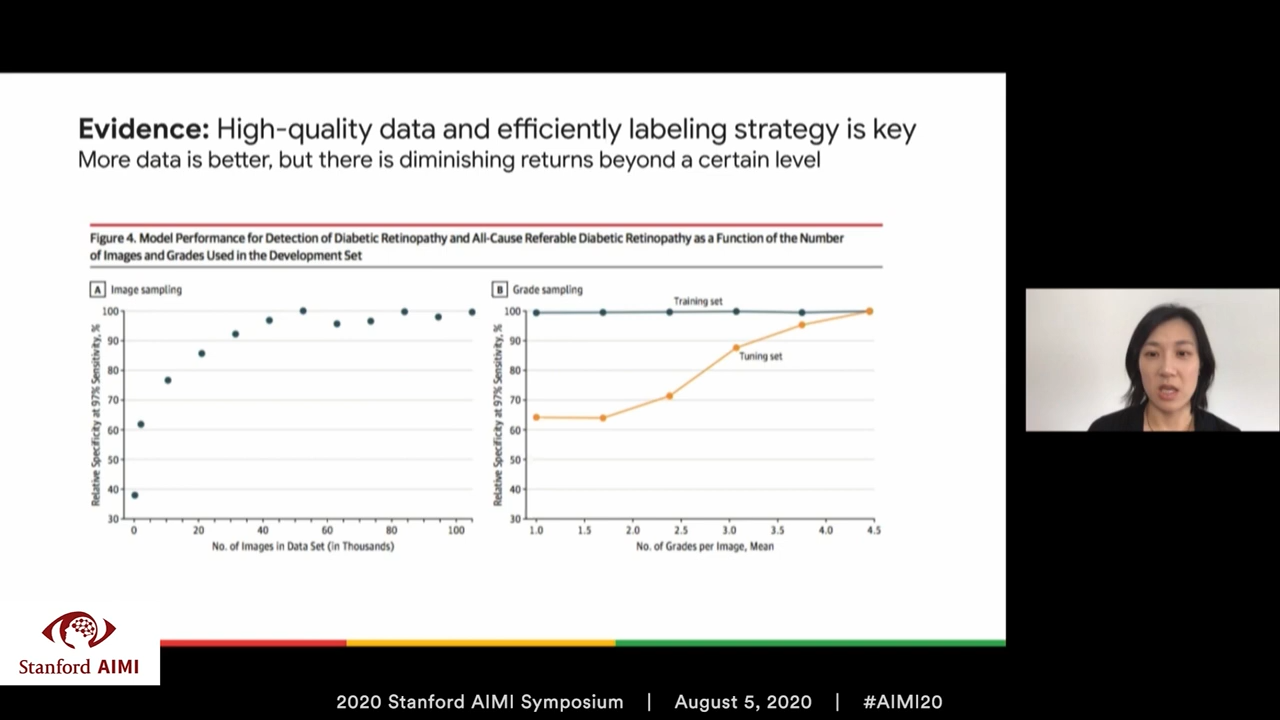 Evidence: High-quality data and efficiently labeling strategy is key
More data is better, but there is diminishing returns beyond a certain level
Figure 4. Model Performance for Detection of Diabetic Retinopathy and All-Cause Referable Diabetic Retinopathy as a Function of the Number
of Images and Grades Used in the Development Set
A Image sampling
100
90
80
70
60
50
40
30
Relative Specificity at 97% Sensitivity, %
0 20 40 60 80 100
No. of Images in Data Set (in Thousands)
B Grade sampling
Training set
100
90
80
70
60
50
40
30
Relative Specificity at 97% Sensitivity, %
Tuning set
1.0 1.5 2.0 2.5 3.0 3.5 4.0 4.5
No. of Grades per Image, Mean
Stanford AIMI
2020 Stanford AIMI Symposium | August 5, 2020 | #AIMI20